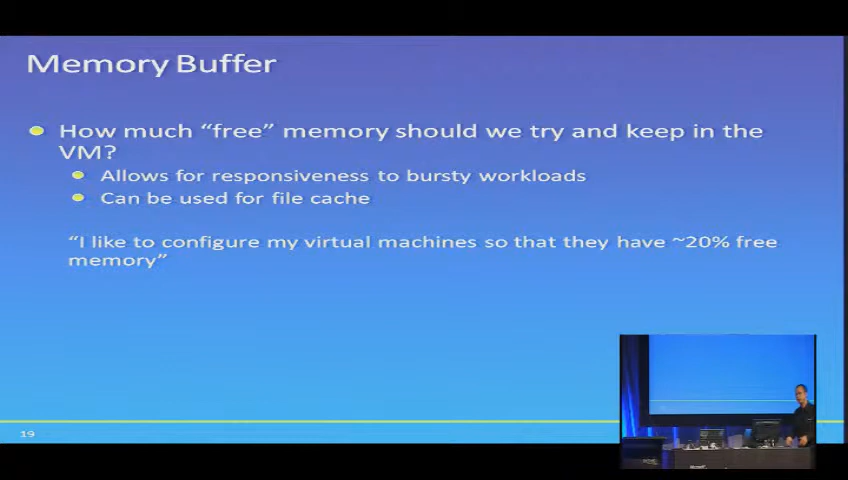 Memory Buffer
How much “free” memory should we try and keep in the
VM?
Allows for responsiveness to bursty workloads
Can be used for file cache
“I like to configure my virtual machines so that they have ~20% free
memory”
19